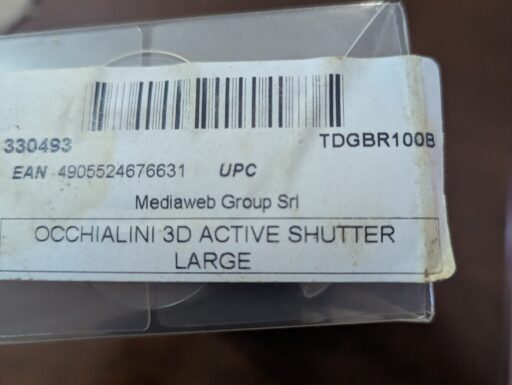 330493 TDGBR100B
EAN 4905524676631 UPC
Mediaweb Group Srl
OCCHIALINI 3D ACTIVE SHUTTER
LARGE